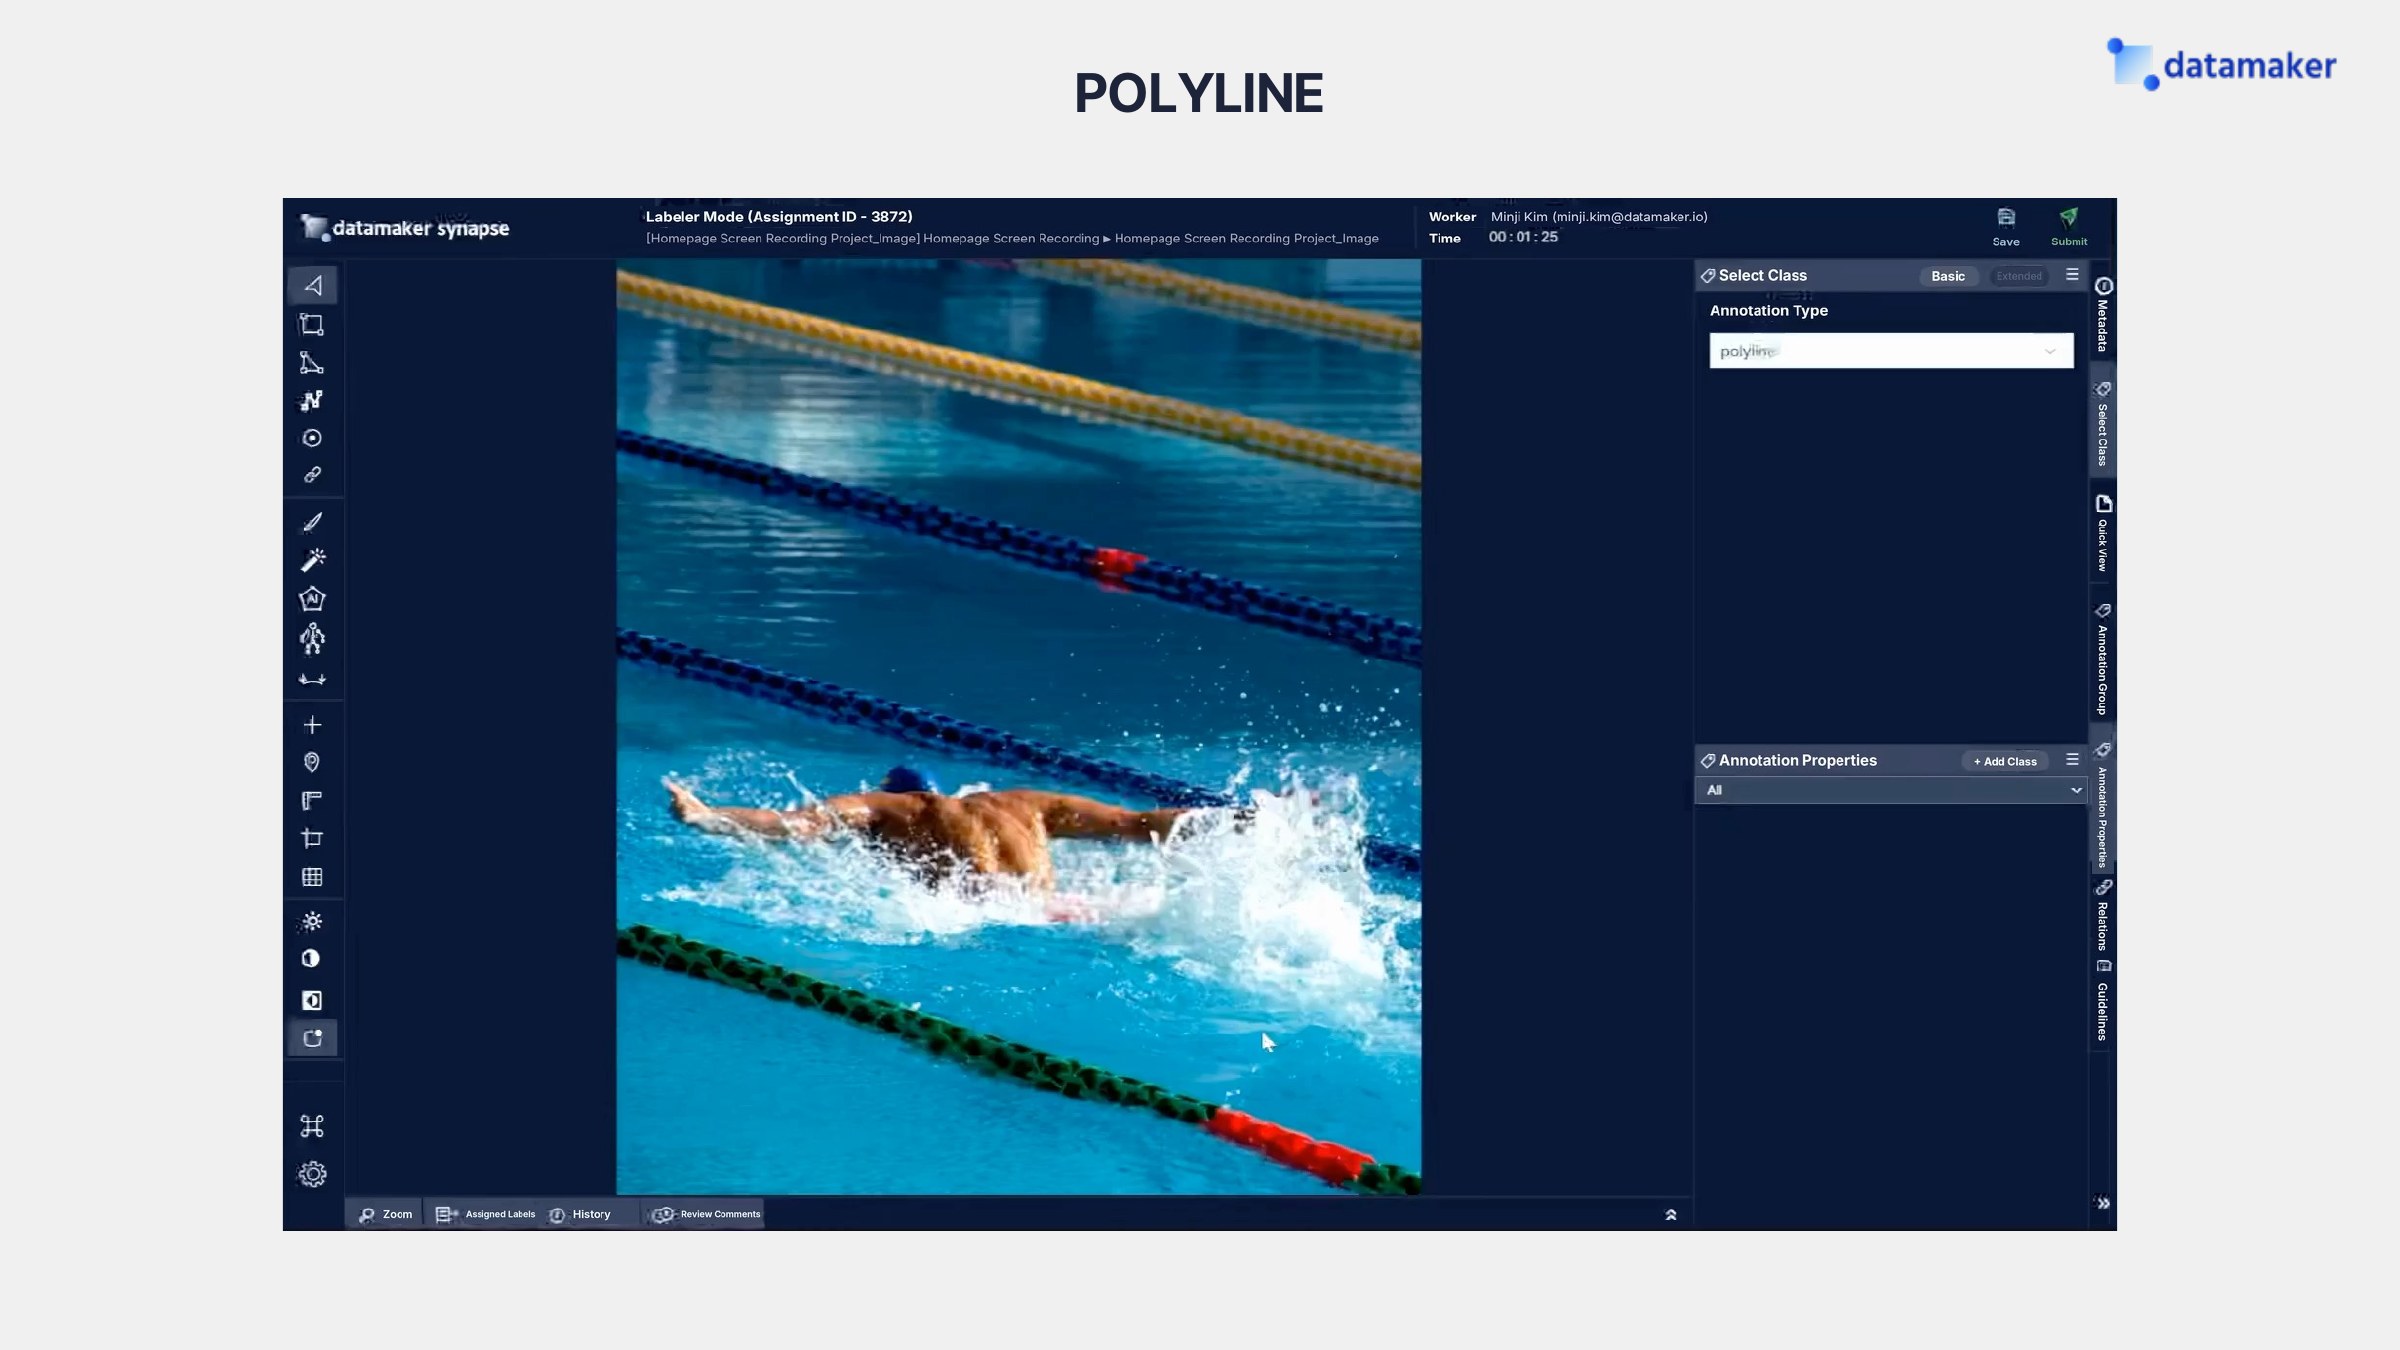 POLYLINE
datamaker
datamaker synapse
Labeler Mode (Assignment ID - 3872)
[Homepage Screen Recording Project_Image] Homepage Screen Recording ▸ Homepage Screen Recording Project_Image
Worker Minji Kim (minji.kim@datamaker.io)
Time 00:01:25
Save
Submit
Select Class
Basic
Extended
Annotation Type
polyline
Annotation Properties
+ Add Class
All
Metadata
Select Class
Quick View
Annotation Group
Annotation Properties
Relations
Guidelines
AI
Zoom
Assigned Labels
History
Review Comments